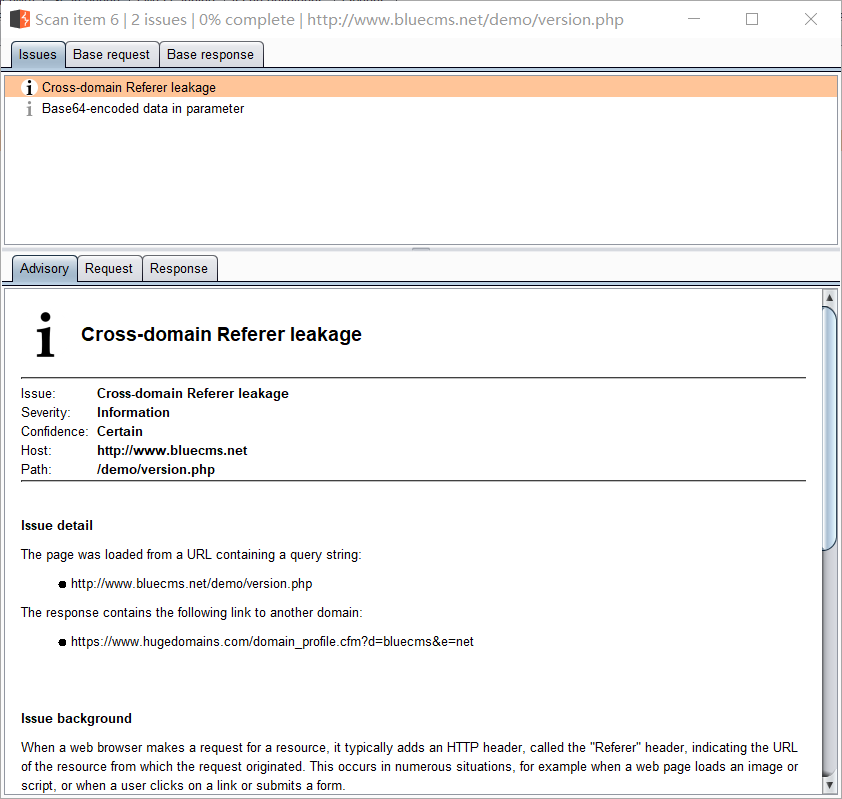 Scan item 6 | 2 issues | 0% complete | http://www.bluecms.net/demo/version.php
Issues Base request Base response
Cross-domain Referer leakage
Base64-encoded data in parameter
Advisory Request Response
Cross-domain Referer leakage
Issue: Cross-domain Referer leakage
Severity: Information
Confidence: Certain
Host: http://www.bluecms.net
Path: /demo/version.php
Issue detail
The page was loaded from a URL containing a query string:
http://www.bluecms.net/demo/version.php
The response contains the following link to another domain:
https://www.hugedomains.com/domain_profile.cfm?d=bluecms&e=net
Issue background
When a web browser makes a request for a resource, it typically adds an HTTP header, called the "Referer" header, indicating the URL
of the resource from which the request originated. This occurs in numerous situations, for example when a web page loads an image or
script, or when a user clicks on a link or submits a form.